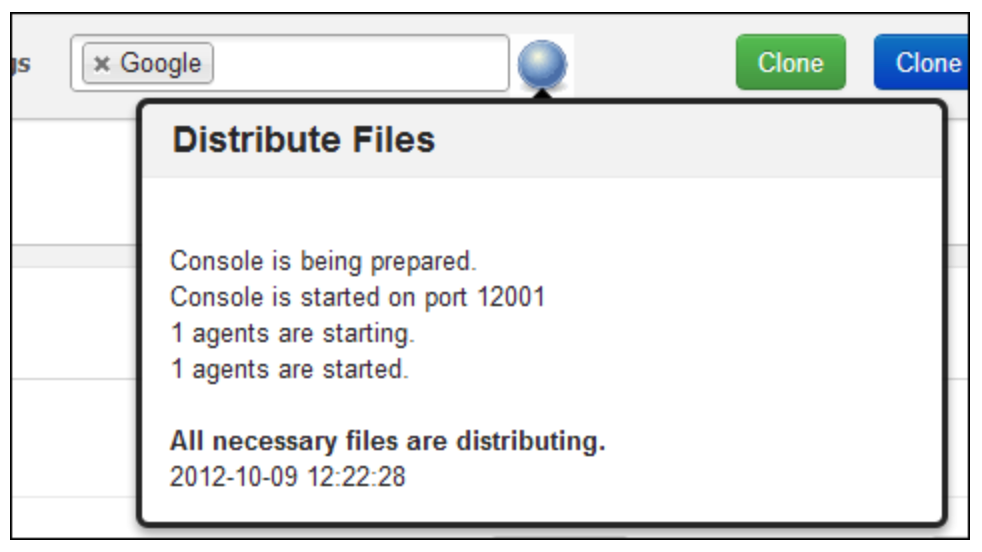 gs
× Google
Clone
Clone
Distribute Files
Console is being prepared.
Console is started on port 12001
1 agents are starting.
1 agents are started.
All necessary files are distributing.
2012-10-09 12:22:28